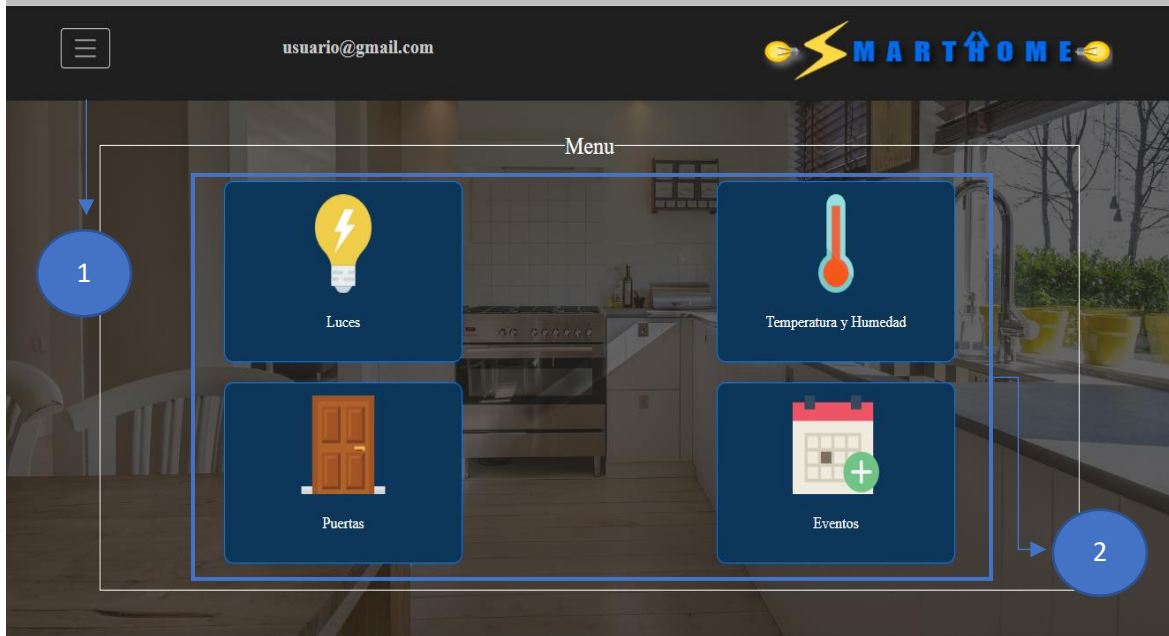 usuario@gmail.com
SMARTHOME
Menu
1
Luces
Temperatura y Humedad
Puertas
Eventos
2